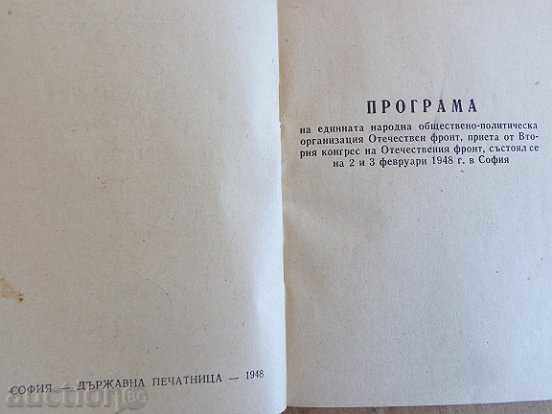 СОФИЯ — ДЪРЖАВНА ПЕЧАТНИЦА — 1948
ПРОГРАМА
на единната народна обществено-политическа
организация Отечествен фронт, приета от Вто-
рия конгрес на Отечествения фронт, състоял се
на 2 и 3 февруари 1948 г. в София
auction